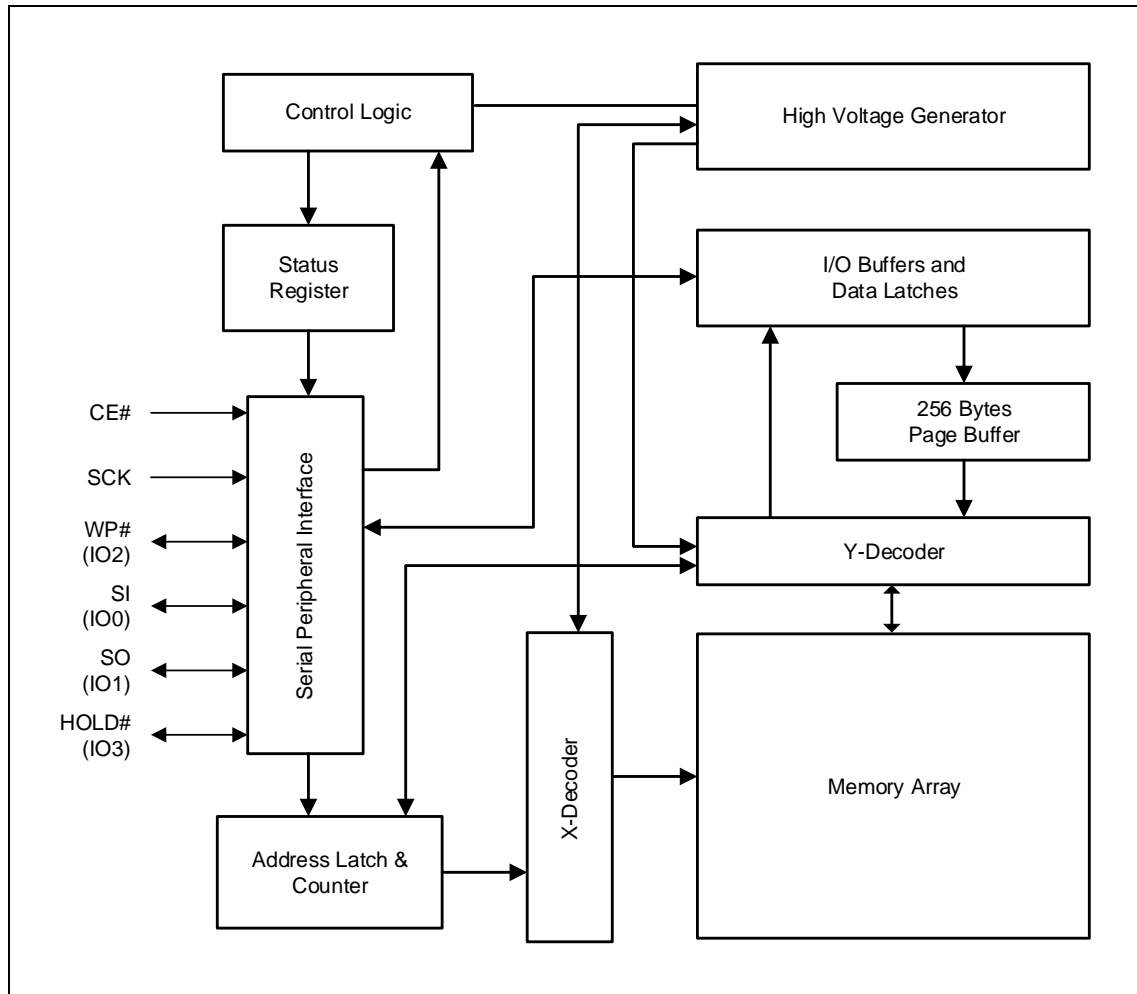 Control Logic
High Voltage Generator
Status
Register
I/O Buffers and
Data Latches
256 Bytes
Page Buffer
CE#
SCK
WP#
(IO2)
SI
(IO0)
SO
(IO1)
HOLD#
(IO3)
Serial Peripheral Interface
Y-Decoder
X-Decoder
Memory Array
Address Latch &
Counter